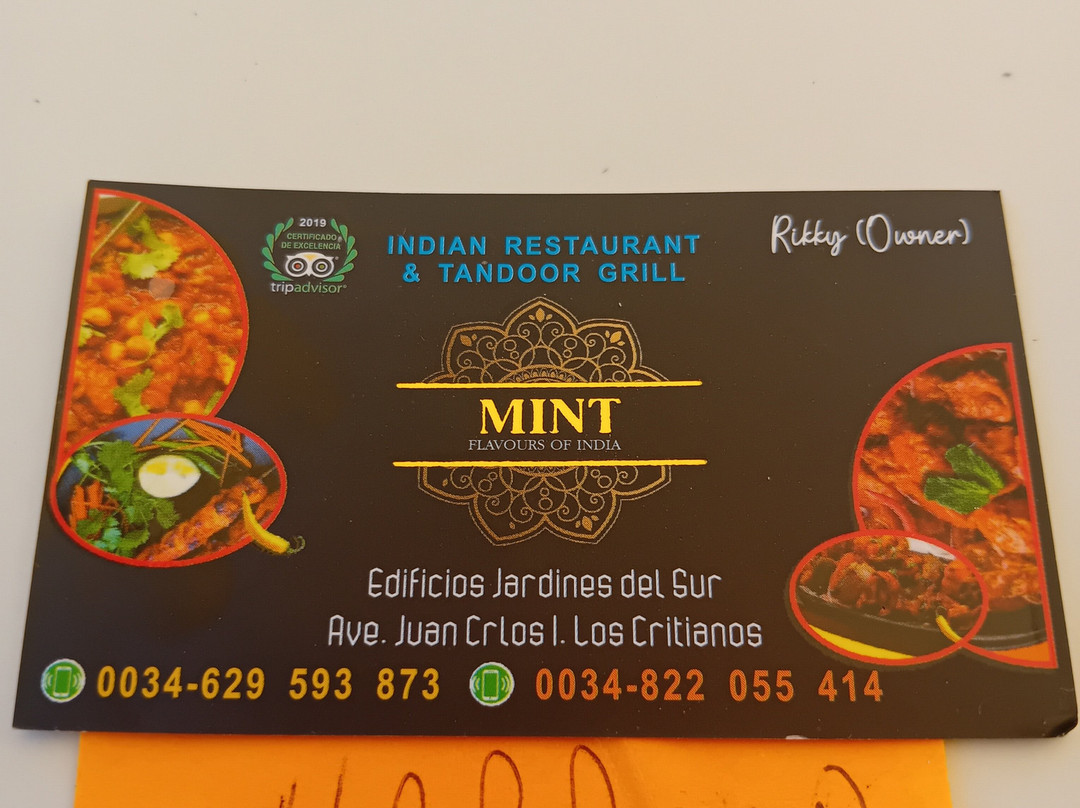 2019
CERTIFICADO
DE EXCELENCIA
tripadvisor®
INDIAN RESTAURANT
& TANDOOR GRILL
Rikky (Owner)
MINT
FLAVOURS OF INDIA
Edificios Jardines del Sur
Ave. Juan Crlos I. Los Critianos
0034-629 593 873
0034-822 055 414